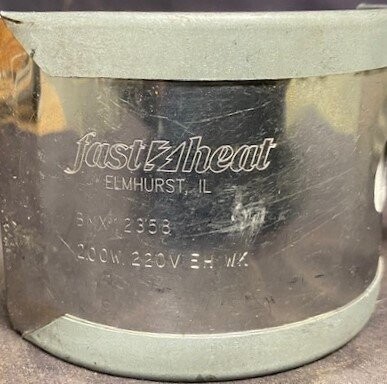 fast heat
ELMHURST, IL
200W 220V EH WK